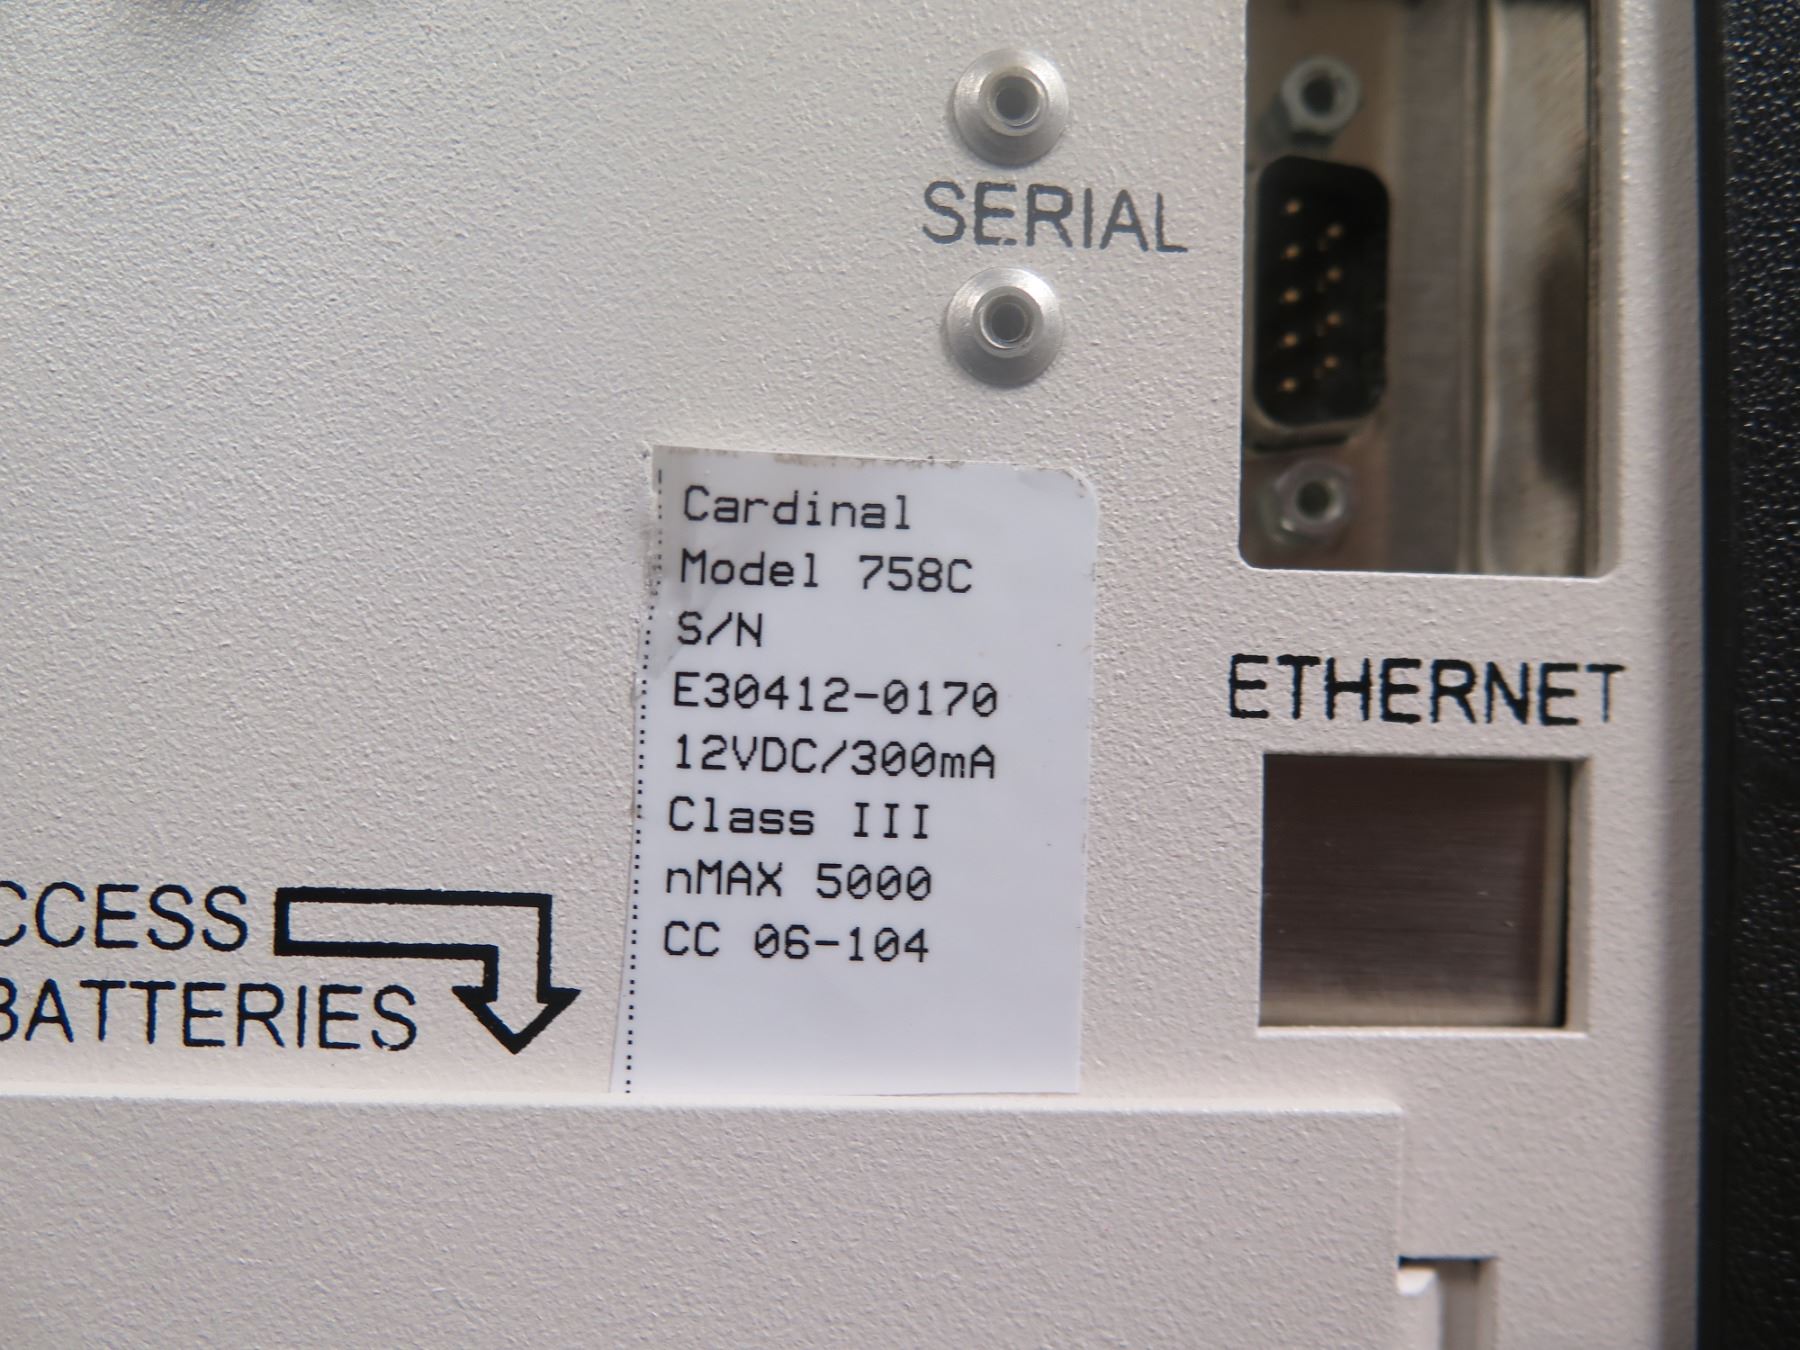 SERIAL
Cardinal
Model 758C
S/N
E30412-0170
12VDC/300mA
Class III
nMAX 5000
CC 06-104
ETHERNET
CCESS
BATTERIES